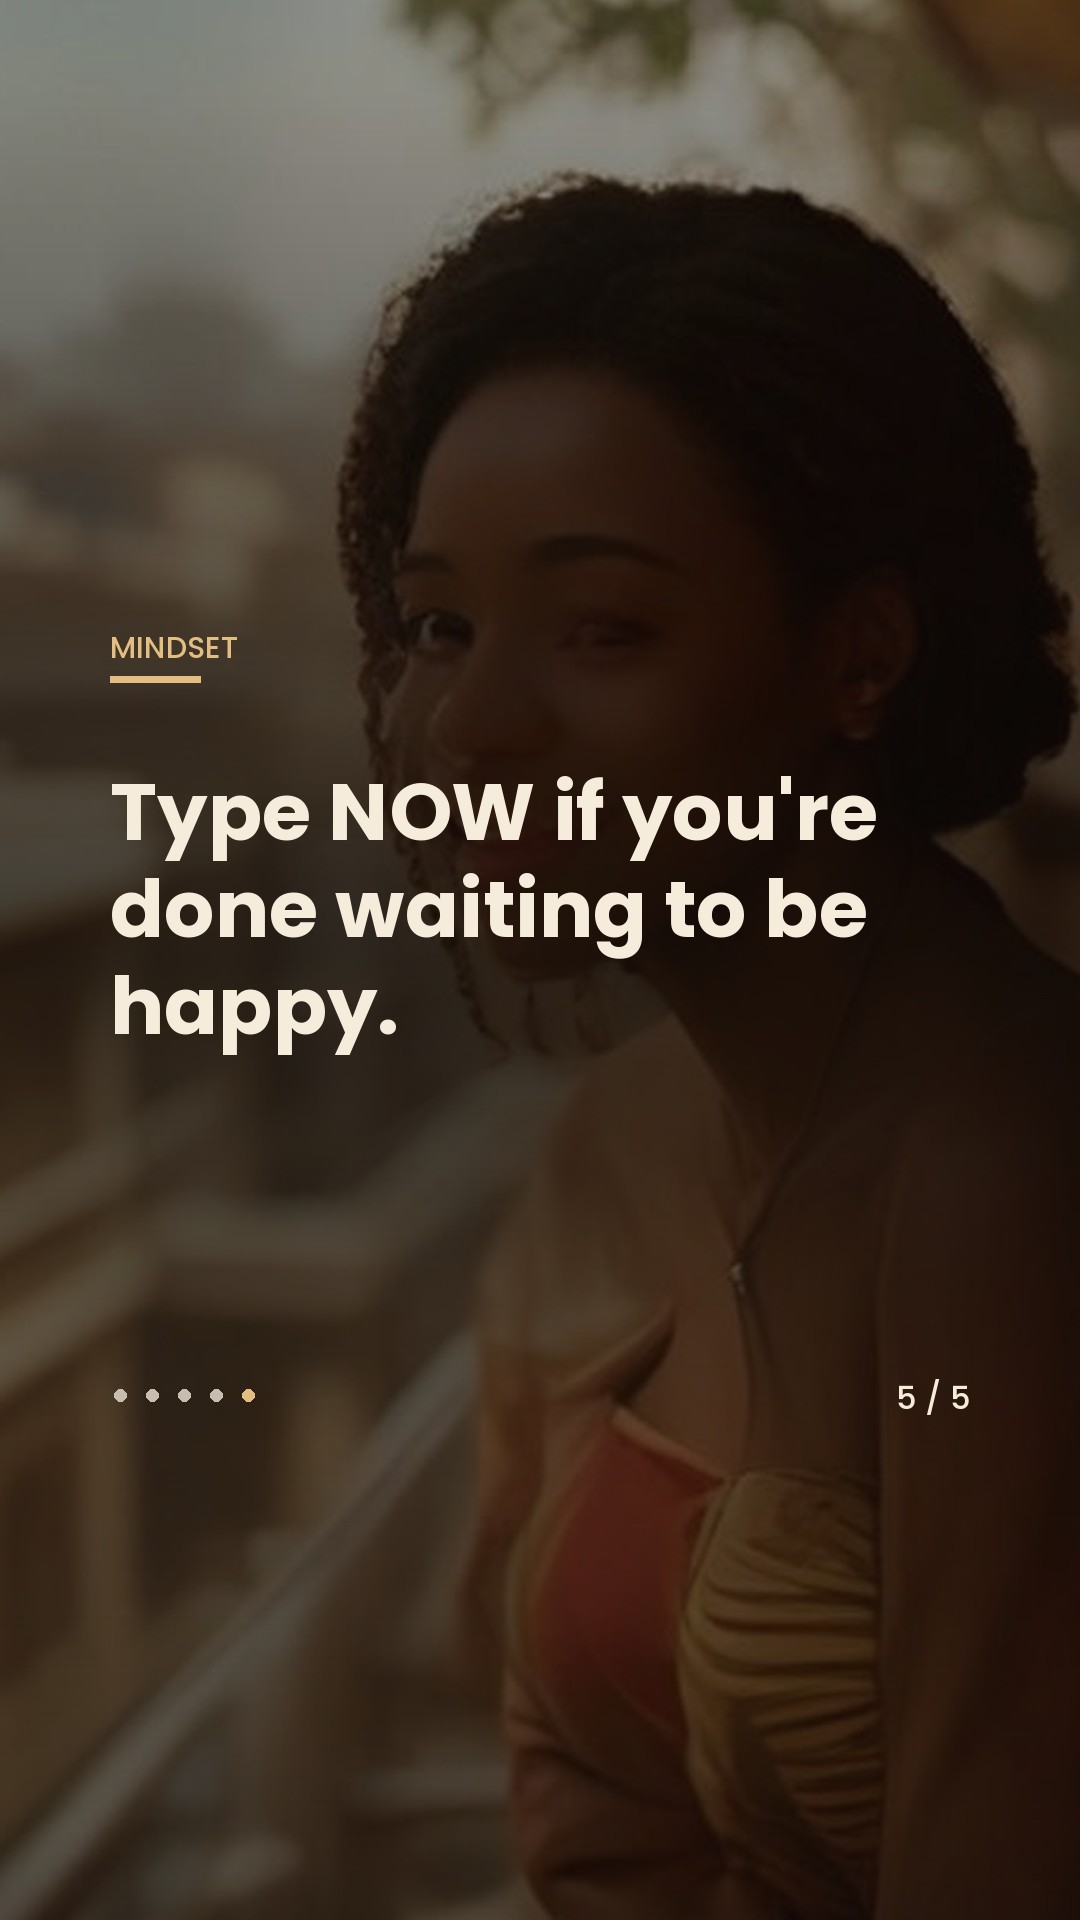 MINDSET
Type NOW if you're
done waiting to be
happy.
5 / 5